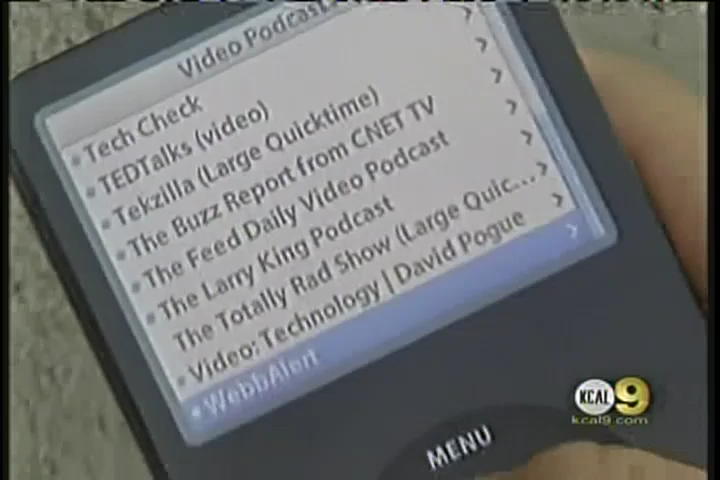 Video Podcasts
Tech Check
TEDTalks (video)
Tekzilla (Large Quicktime)
The Buzz Report from CNET TV
The Feed Daily Video Podcast
The Larry King Podcast
The Totally Rad Show (Large Quic...
Video: Technology | David Pogue
WebbAlert
MENU
KCAL 9
kcal9.com